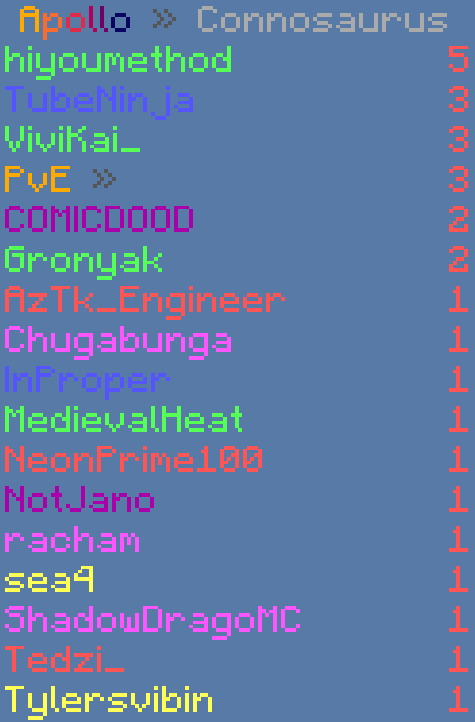 Apollo » Connosaurus
hiyoumethod 5
TubeNinja 3
ViviKai_ 3
PvE » 3
COMICDOOD 2
Gronyak 2
AzTk_Engineer 1
Chugabunga 1
InProper 1
MedievalHeat 1
NeonPrime100 1
NotJano 1
racham 1
sea9 1
ShadowDragoMC 1
Tedzi_ 1
Tylersvibin 1